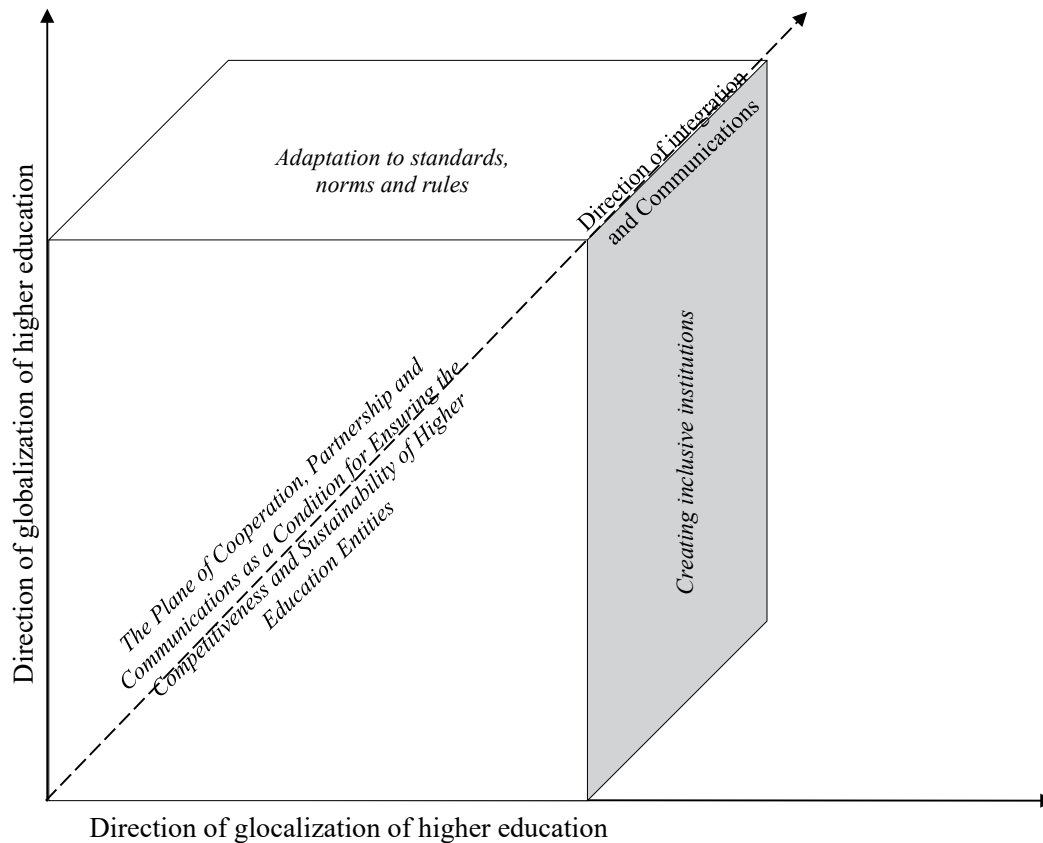 Adaptation to standards,
norms and rules
Direction of integration
and Communications
Direction of globalization of higher education
Creating inclusive institutions
The Plane of Cooperation, Partnership and
Communications as a Condition for Ensuring the
Competitiveness and Sustainability of Higher
Education Entities
Direction of glocalization of higher education